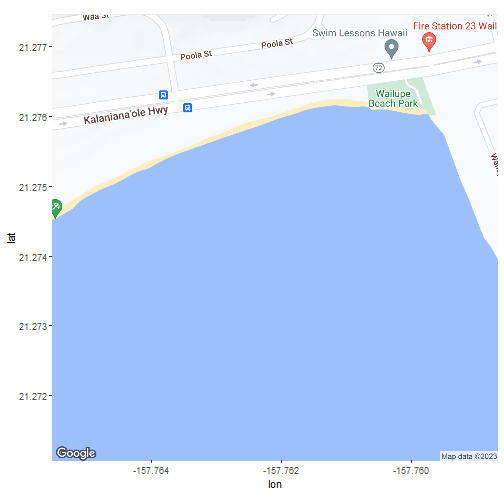 Waa St
Fire Station 23 Wail
Swim Lessons Hawaii
21.277
Poola St
Poola St
72
Wailupe
Beach Park
21.276
Kalaniana'ole Hwy
21.275
Wail
lat
21.274
21.273
21.272
Google
Map data ©2023
-157.764
-157.762
-157.760
lon